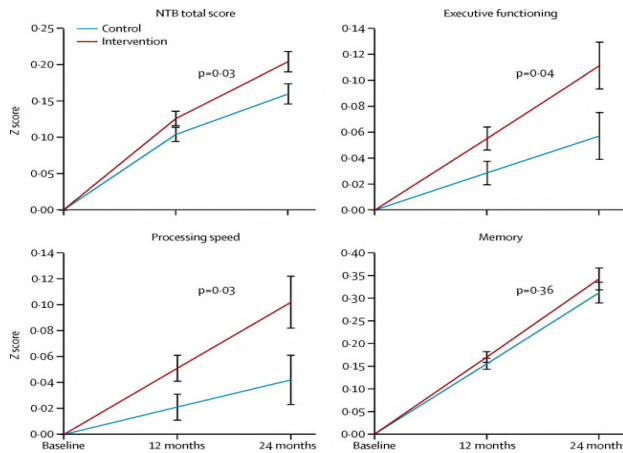 NTB total score
Control
Intervention
p=0·03
Z score
0·25
0·20
0·15
0·10
0·05
0·00
Executive functioning
p=0·04
0·14
0·12
0·10
0·08
0·06
0·04
0·02
0·00
Processing speed
p=0·03
Z score
0·14
0·12
0·10
0·08
0·06
0·04
0·02
0·00
Baseline
12 months
24 months
Memory
p=0·36
0·40
0·35
0·30
0·25
0·20
0·15
0·10
0·05
0·00
Baseline
12 months
24 months